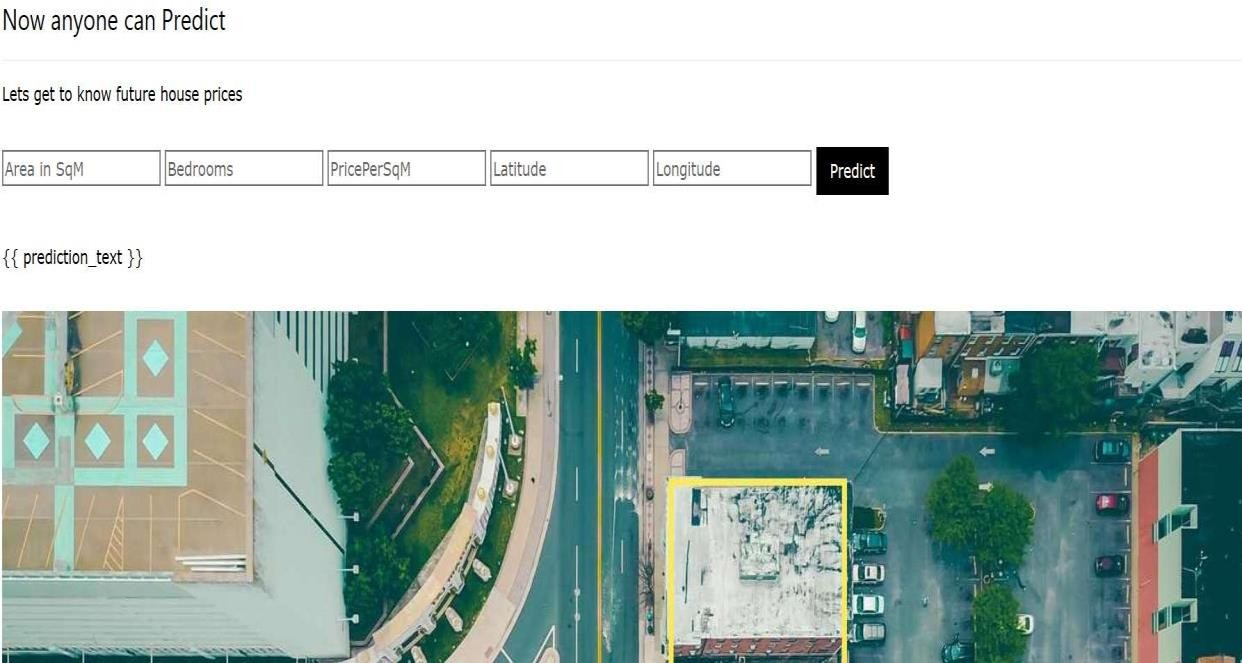 Now anyone can Predict
Lets get to know future house prices
Area in SqM Bedrooms PricePerSqM Latitude Longitude Predict
{{ prediction_text }}